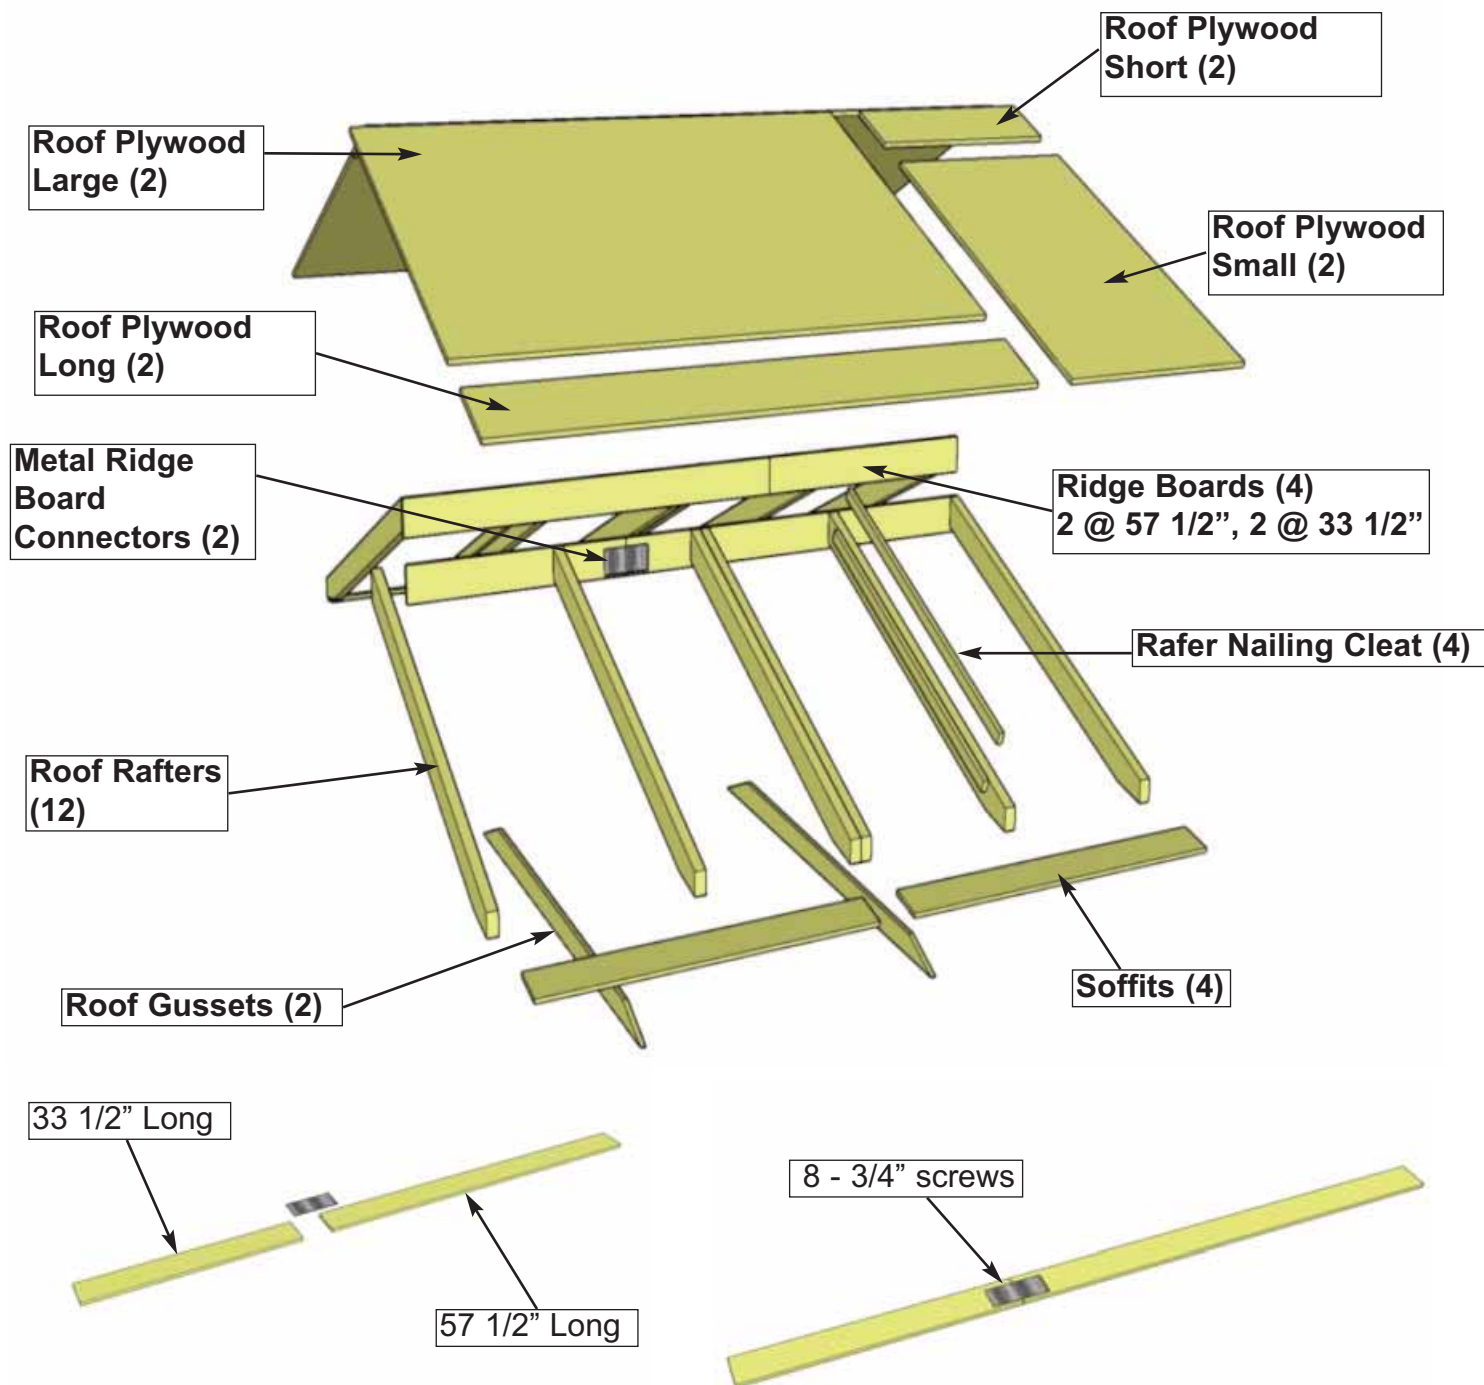 Roof Plywood
Short (2)
Roof Plywood
Large (2)
Roof Plywood
Small (2)
Roof Plywood
Long (2)
Metal Ridge
Board
Connectors (2)
Ridge Boards (4)
2 @ 57 1/2”, 2 @ 33 1/2”
Rafer Nailing Cleat (4)
Roof Rafters
(12)
Roof Gussets (2)
Soffits (4)
33 1/2” Long
8 - 3/4” screws
57 1/2” Long